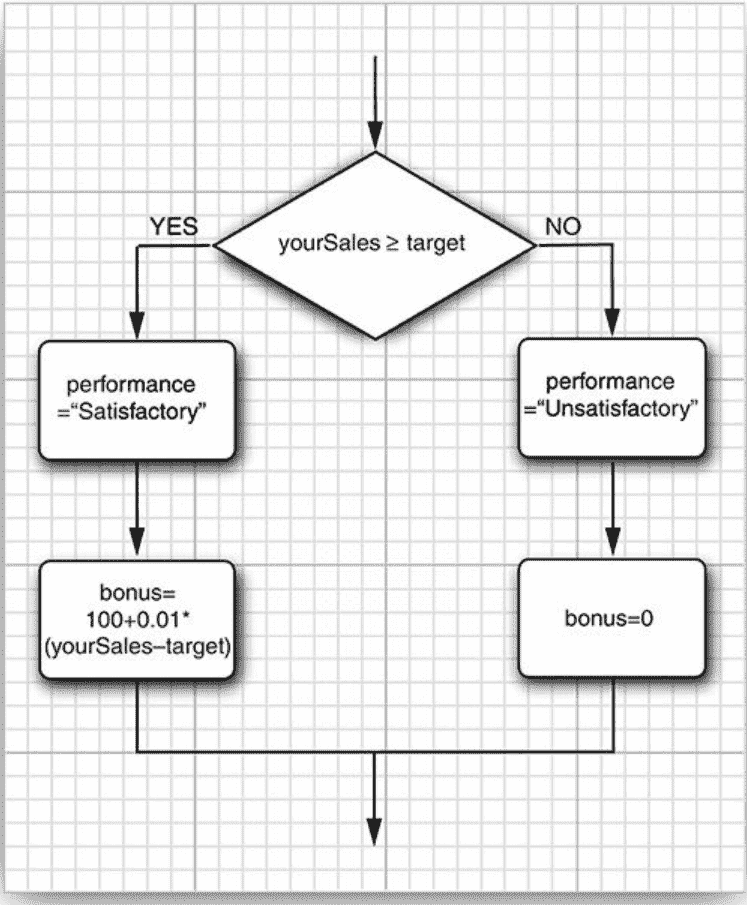 yourSales ≥ target
YES
NO
performance
=“Satisfactory”
performance
=“Unsatisfactory”
bonus=
100+0.01*
(yourSales–target)
bonus=0